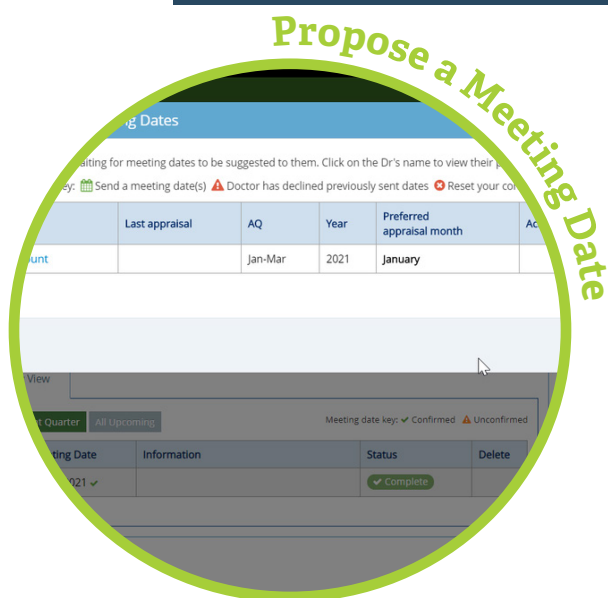 Propose a Meeting Date
g Dates
aiting for meeting dates to be suggested to them. Click on the Dr's name to view their p
ey: Send a meeting date(s) Doctor has declined previously sent dates Reset your con
Last appraisal AQ Year Preferred appraisal month Ac
ount Jan-Mar 2021 January
View
t Quarter All Upcoming Meeting date key: Confirmed Unconfirmed
ting Date Information Status Delete
2021 Complete